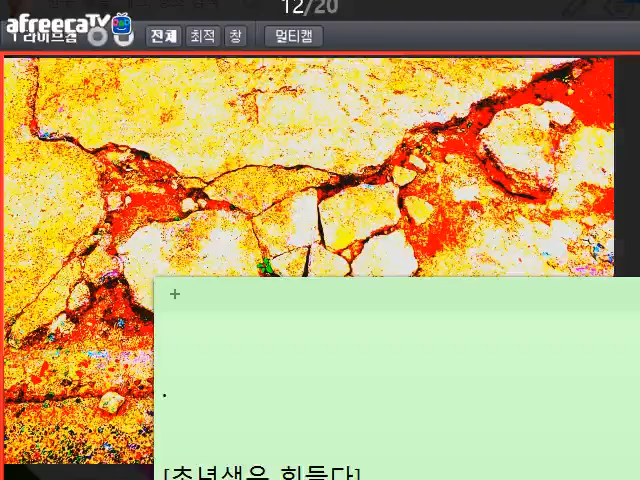 12/20
afreecaTV
전체 최적 창 멀티캠
+
.
[초년생은 힘들다]